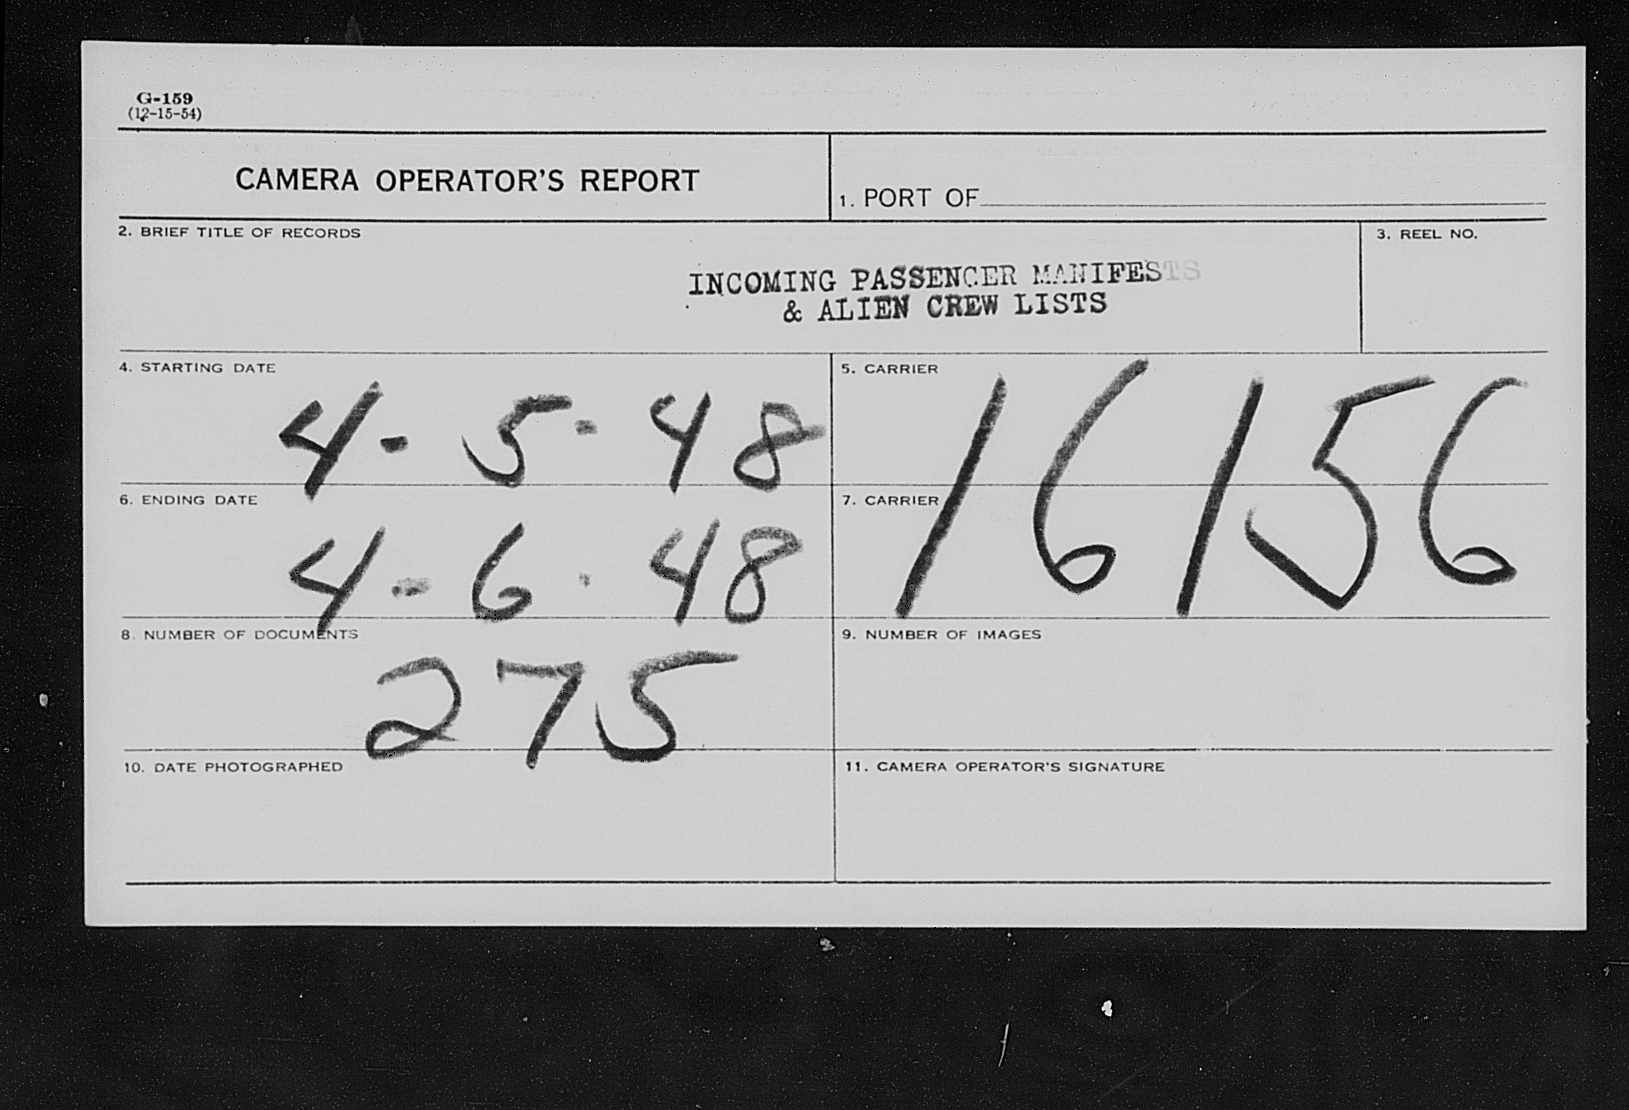 G-159
(12-15-54)
CAMERA OPERATOR'S REPORT
1. PORT OF
2. BRIEF TITLE OF RECORDS
INCOMING PASSENGER MANIFESTS
& ALIEN CREW LISTS
3. REEL NO.
4. STARTING DATE
4-5-48
5. CARRIER
16156
6. ENDING DATE
4-6-48
7. CARRIER
8. NUMBER OF DOCUMENTS
275
9. NUMBER OF IMAGES
10. DATE PHOTOGRAPHED
11. CAMERA OPERATOR'S SIGNATURE